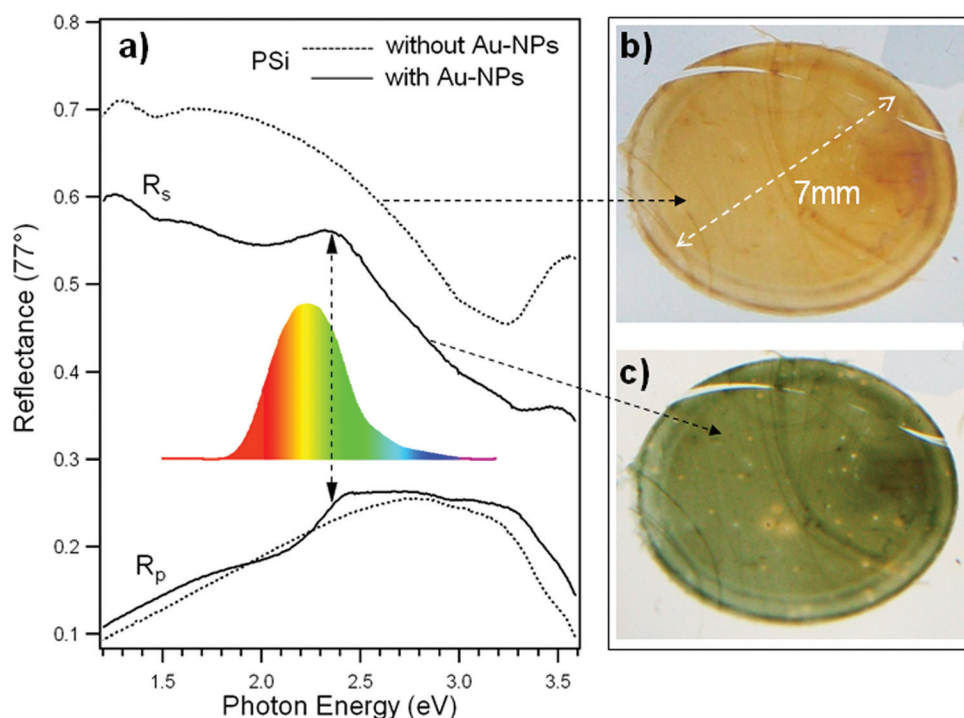 a)
PSi
without Au-NPs
with Au-NPs
0.8
0.7
0.6
0.5
0.4
0.3
0.2
0.1
Reflectance (77°)
Rs
Rp
1.5 2.0 2.5 3.0 3.5
Photon Energy (eV)
b)
7mm
c)